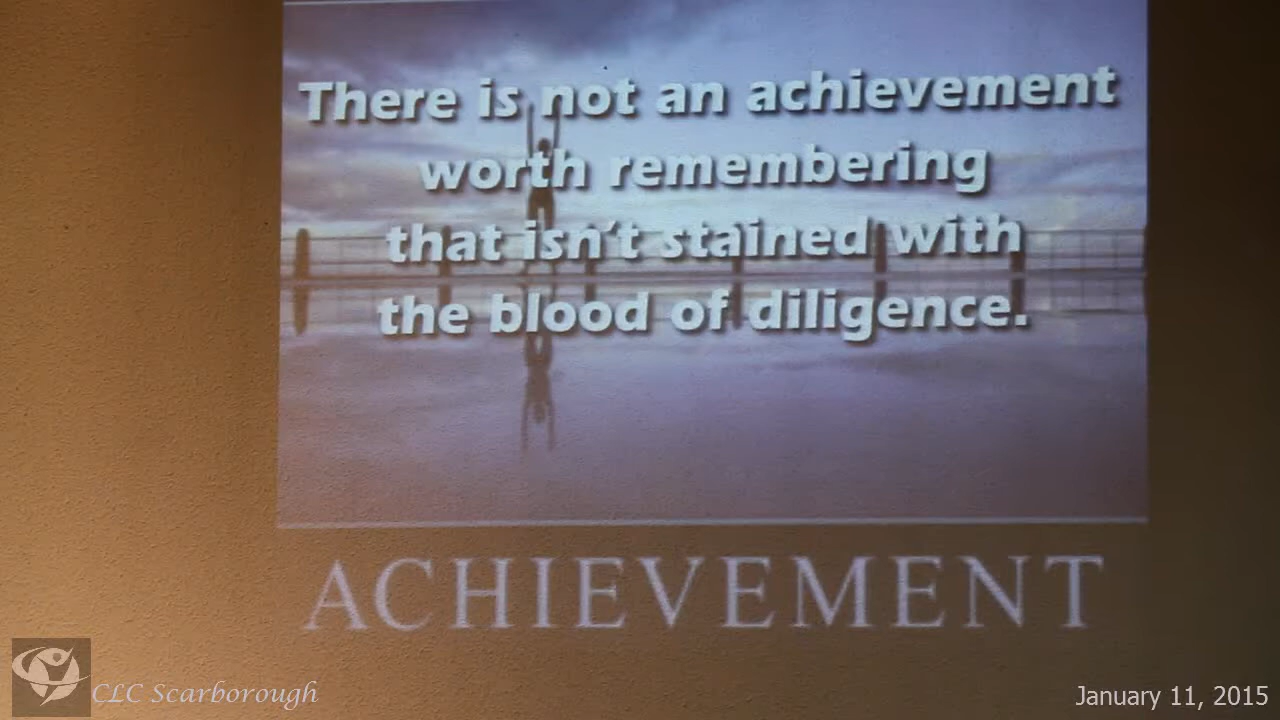 There is not an achievement
worth remembering
that isn't stained with
the blood of diligence.
ACHIEVEMENT
CLC Scarborough
January 11, 2015